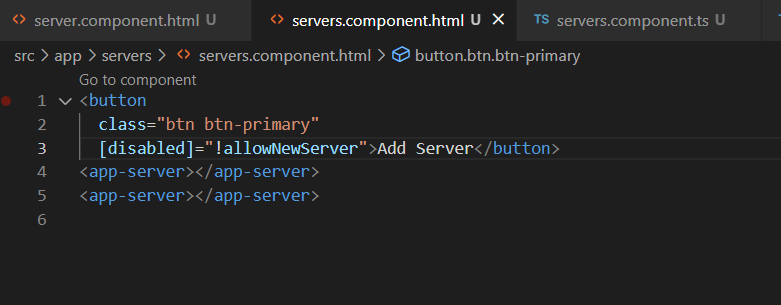 server.component.html U servers.component.html U × TS servers.component.ts U
src > app > servers > servers.component.html > button.btn.btn-primary
Go to component
1 <button
2 class="btn btn-primary"
3 [disabled]="!allowNewServer">Add Server</button>
4 <app-server></app-server>
5 <app-server></app-server>
6